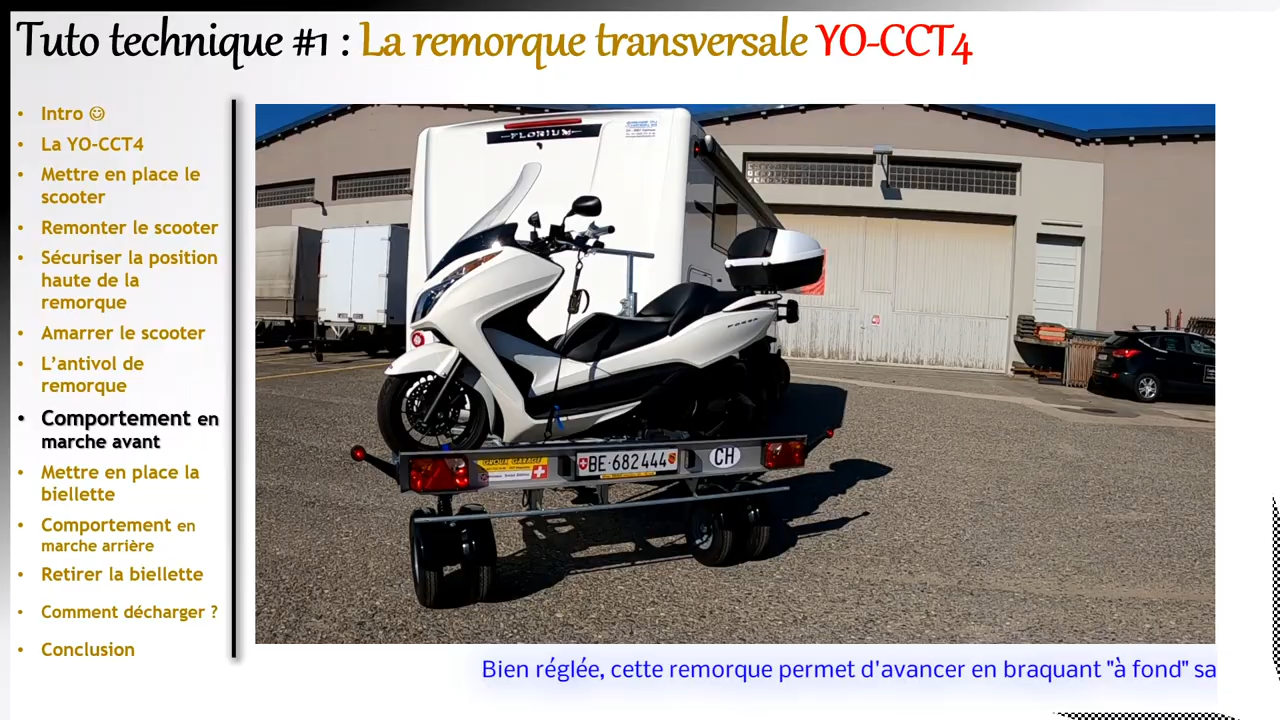 Tuto technique #1 : La remorque transversale YO-CCT4
• Intro ☺
• La YO-CCT4
• Mettre en place le
scooter
• Remonter le scooter
• Sécuriser la position
haute de la
remorque
• Amarrer le scooter
• L'antivol de
remorque
• Comportement en
marche avant
• Mettre en place la
biellette
• Comportement en
marche arrière
• Retirer la biellette
• Comment décharger ?
• Conclusion
FLORIUM
BE·682444
CH
Bien réglée, cette remorque permet d'avancer en braquant "à fond" sa